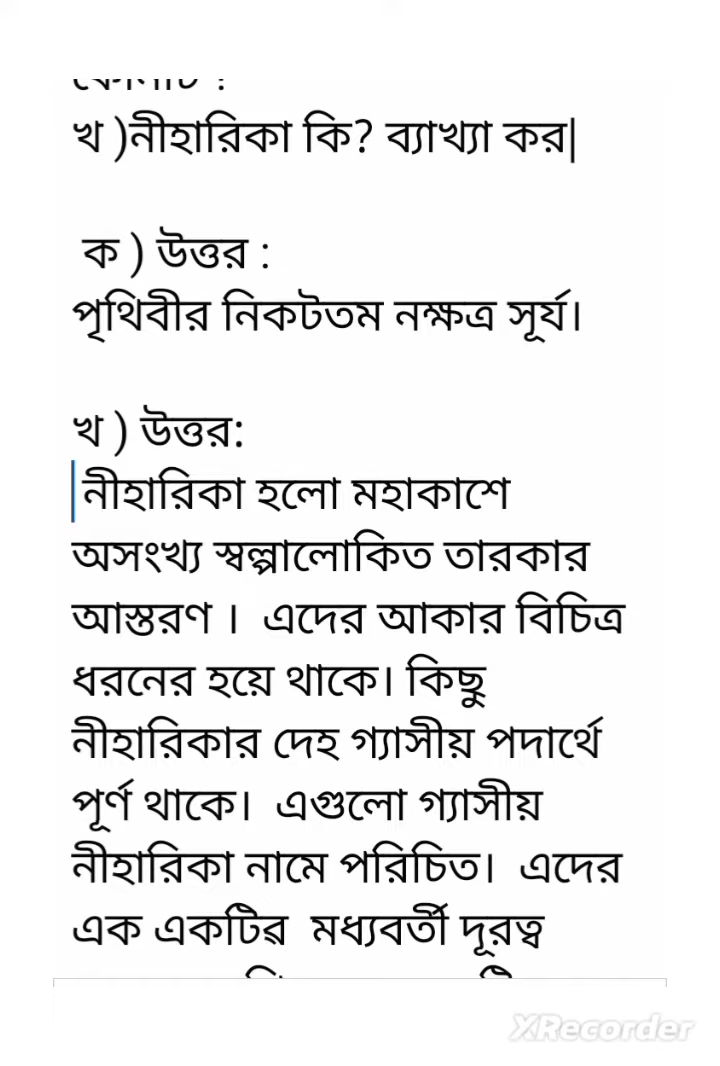 খ )নীহারিকা কি? ব্যাখ্যা কর|
ক ) উত্তর :
পৃথিবীর নিকটতম নক্ষত্র সূর্য।
খ ) উত্তর:
নীহারিকা হলো মহাকাশে
অসংখ্য স্বল্পালোকিত তারকার
আস্তরণ । এদের আকার বিচিত্র
ধরনের হয়ে থাকে। কিছু
নীহারিকার দেহ গ্যাসীয় পদার্থে
পূর্ণ থাকে। এগুলো গ্যাসীয়
নীহারিকা নামে পরিচিত। এদের
এক একটিৱ মধ্যবর্তী দূরত্ব
XRecorder